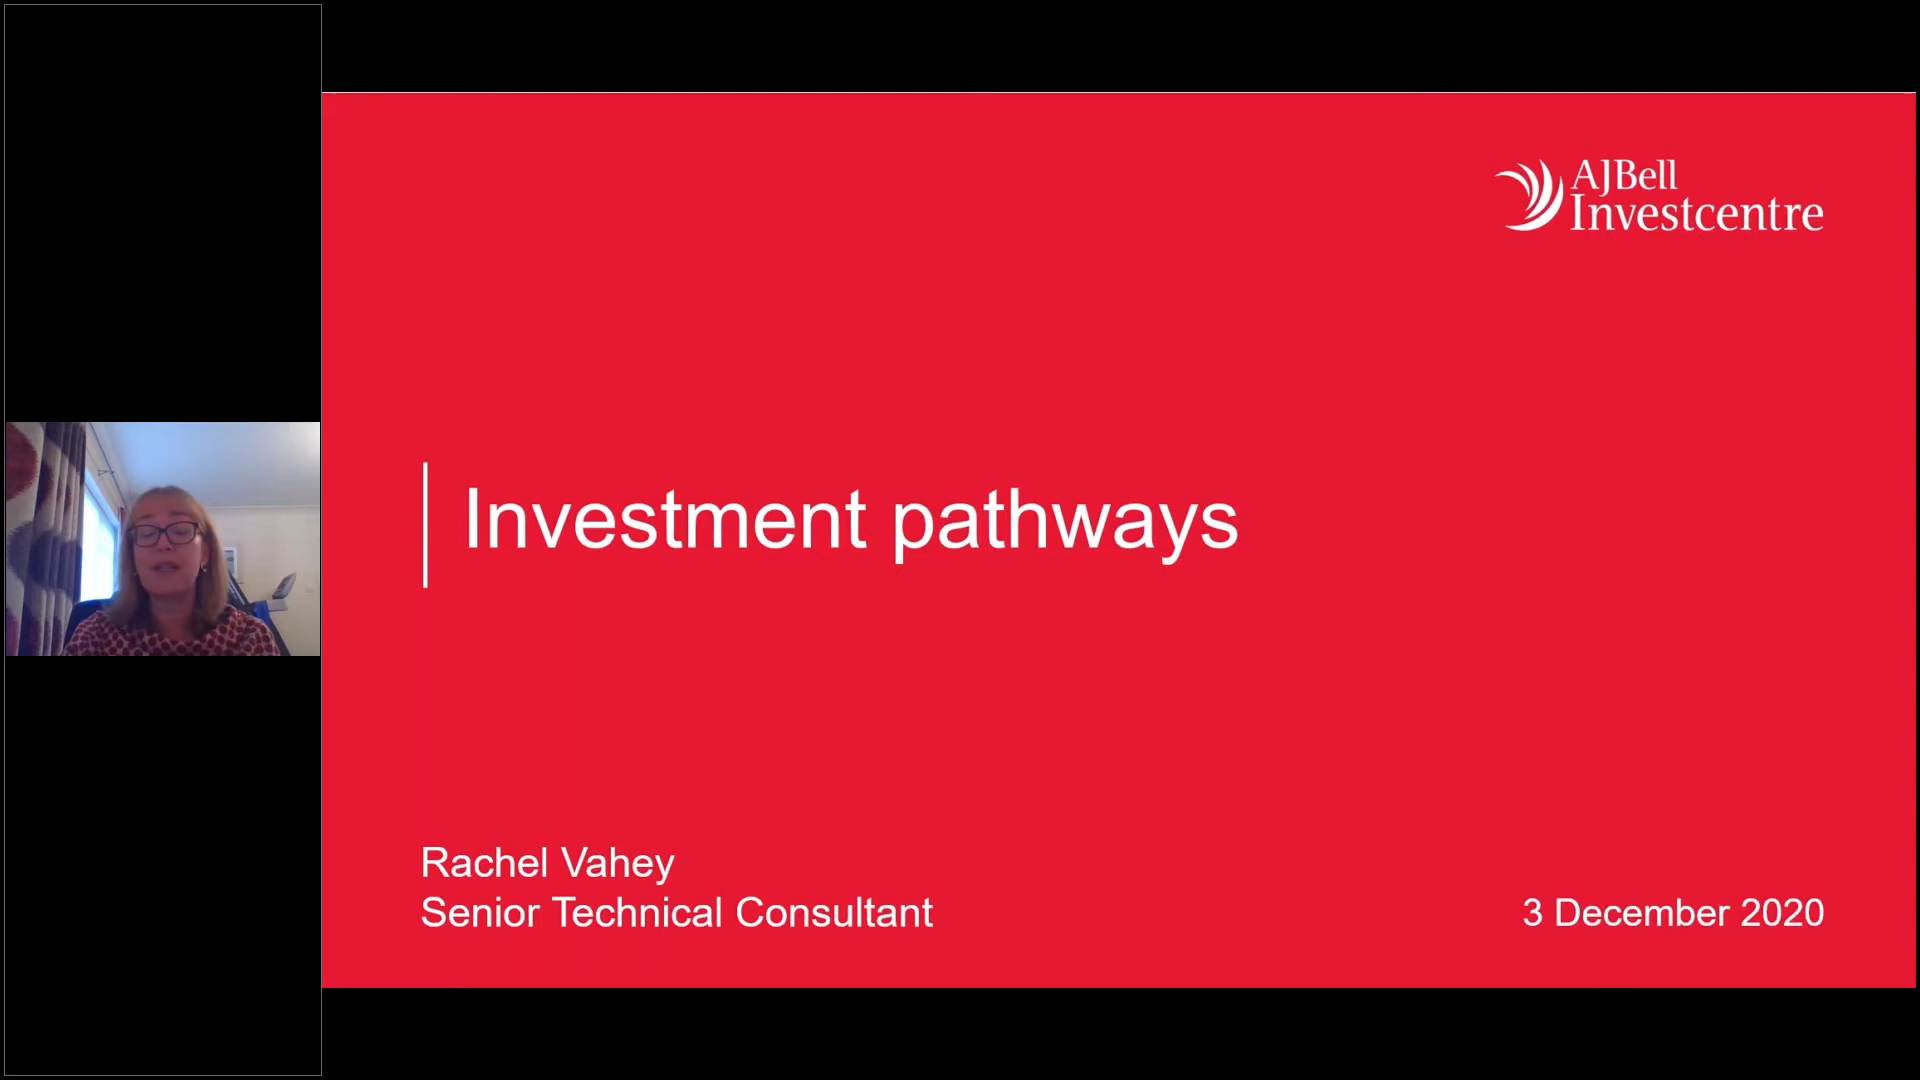 AJBell
Investcentre
Investment pathways
Rachel Vahey
Senior Technical Consultant
3 December 2020